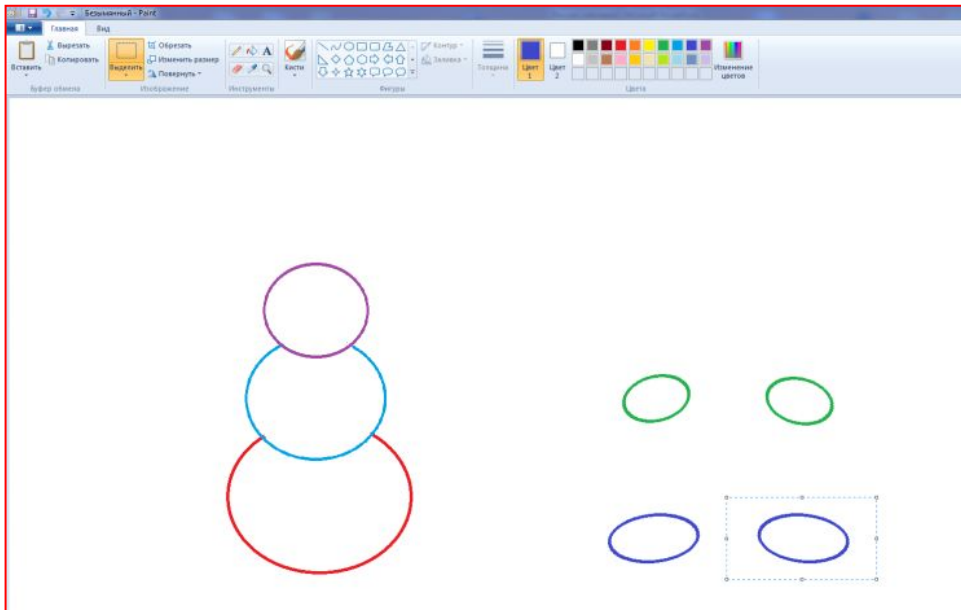 Безымянный - Paint
Главная Вид
Вставить
Вырезать
Копировать
Буфер обмена
Выделить
Обрезать
Изменить размер
Повернуть
Изображение
A
Инструменты
Кисти
Контур
Заливка
Фигуры
Толщина
Цвет 1
Цвет 2
Изменение цветов
Цвета